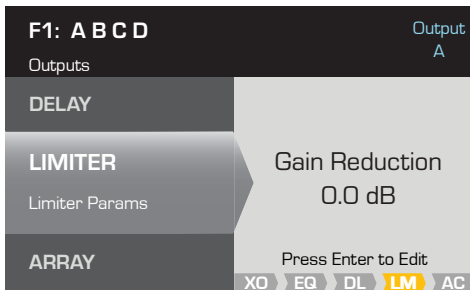 F1: A B C D
Output
A
Outputs
DELAY
LIMITER
Limiter Params
ARRAY
Gain Reduction
0.0 dB
Press Enter to Edit
XO EQ DL LM AC